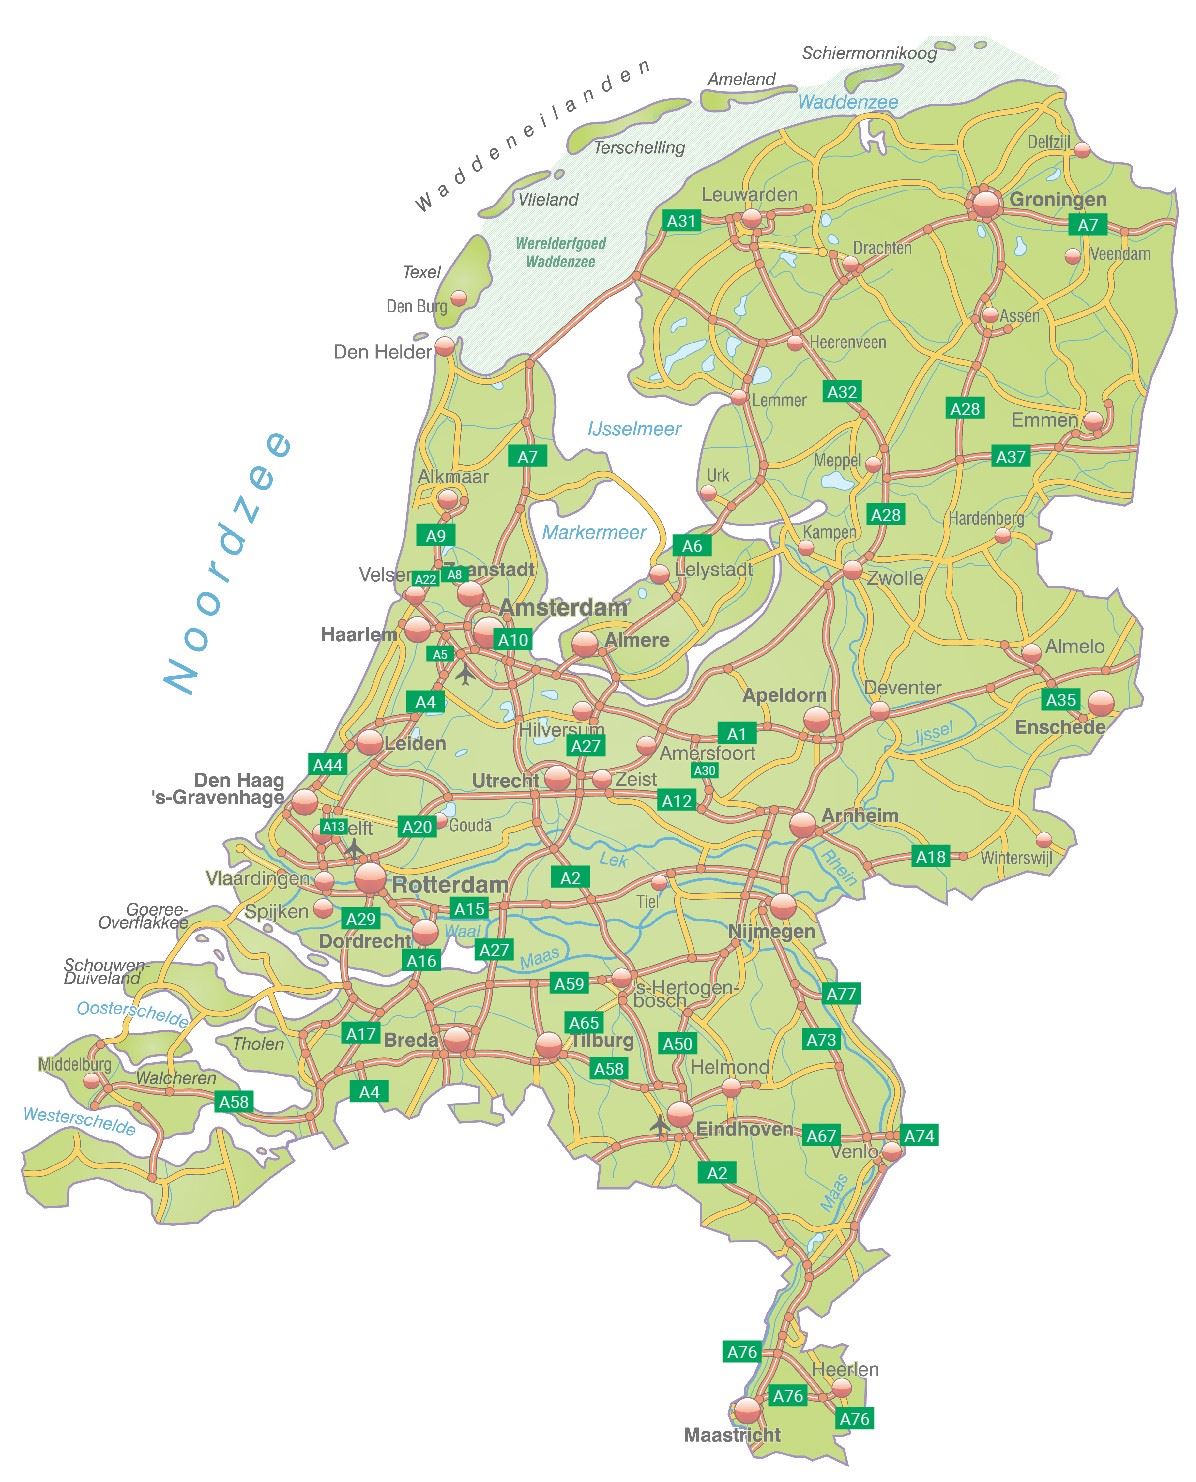 Schiermonnikoog
Waddeneilanden
Ameland
Waddenzee
Terschelling
Delfzijl
Vlieland
Leuwarden
Groningen
A31
A7
Werelderfgoed
Waddenzee
Drachten
Veendam
Texel
Den Burg
Assen
Den Helder
Heerenveen
A32
Lemmer
A28
Emmen
IJsselmeer
Noordzee
A7
A37
Meppel
Alkmaar
Urk
A28
Hardenberg
A9
Markermeer
Kampen
A6
Velsen
A22
A8
Zaanstadt
Lelystadt
Zwolle
Amsterdam
Haarlem
A10
Almere
Almelo
A5
A4
Apeldorn
Deventer
A35
Enschede
Hilversum
A1
IJssel
Leiden
A27
Amersfoort
A44
A30
Den Haag
's-Gravenhage
Utrecht
Zeist
A12
A13
Delft
A20
Gouda
Arnheim
Lek
A18
Winterswijl
Rhein
Vlaardingen
Rotterdam
A2
Tiel
Goeree-
Overflakkee
Spijken
A29
A15
Dordrecht
Waal
Nijmegen
A16
A27
Maas
Schouwen-
Duiveland
A59
's-Hertogen-
bosch
A77
Oosterschelde
A65
A17
Breda
Tilburg
A50
A73
Tholen
Middelburg
A58
Helmond
Walcheren
A4
A58
Westerschelde
Eindhoven
A67
A74
Venlo
A2
Maas
A76
Heerlen
A76
A76
Maastricht